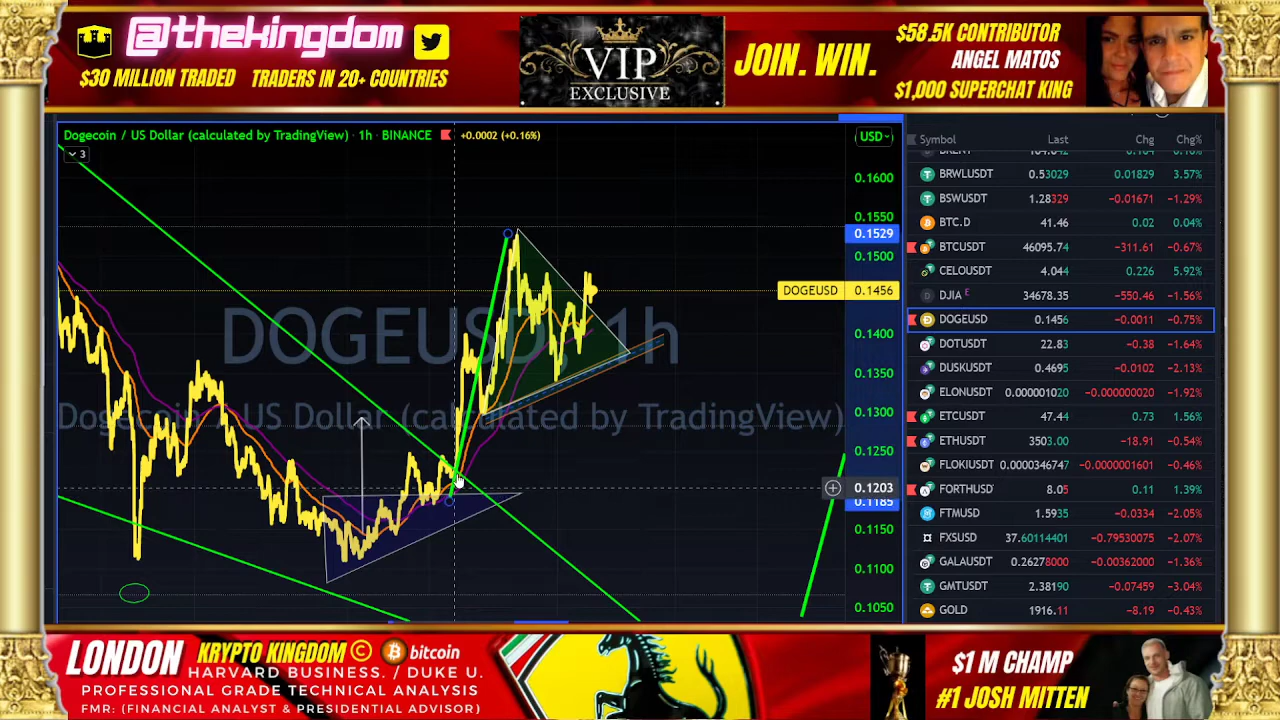 @thekingdom
$30 MILLION TRADED TRADERS IN 20+ COUNTRIES
VIP
EXCLUSIVE
JOIN. WIN.
$58.5K CONTRIBUTOR
ANGEL MATOS
$1,000 SUPERCHAT KING
Dogecoin / US Dollar (calculated by TradingView) · 1h · BINANCE +0.0002 (+0.16%)
3
USD
0.1600
0.1550
0.1529
0.1500
DOGEUSD 0.1456
0.1400
0.1350
0.1300
0.1250
0.1203
0.1185
0.1150
0.1100
0.1050
DOGEUSD, 1h
Dogecoin / US Dollar (calculated by TradingView)
Symbol Last Chg Chg%
BRWLUSDT 0.53029 0.01829 3.57%
BSWUSDT 1.28329 −0.01671 −1.29%
BTC.D 41.46 0.02 0.04%
BTCUSDT 46095.74 −311.61 −0.67%
CELOUSDT 4.044 0.226 5.92%
DJIA E 34678.35 −550.46 −1.56%
DOGEUSD 0.1456 −0.0011 −0.75%
DOTUSDT 22.83 −0.38 −1.64%
DUSKUSDT 0.4695 −0.0102 −2.13%
ELONUSDT 0.000001020 −0.000000020 −1.92%
ETCUSDT 47.44 0.73 1.56%
ETHUSDT 3503.00 −18.91 −0.54%
FLOKIUSDT 0.0000346747 −0.0000001601 −0.46%
FORTHUSD 8.05 0.11 1.39%
FTMUSD 1.5935 −0.0334 −2.05%
FXSUSD 37.60114401 −0.79530075 −2.07%
GALAUSDT 0.26278000 −0.00362000 −1.36%
GMTUSDT 2.38190 −0.07459 −3.04%
GOLD 1916.11 −8.19 −0.43%
LONDON KRYPTO KINGDOM © bitcoin
HARVARD BUSINESS. / DUKE U.
PROFESSIONAL GRADE TECHNICAL ANALYSIS
FMR: (FINANCIAL ANALYST & PRESIDENTIAL ADVISOR)
$1 M CHAMP
#1 JOSH MITTEN